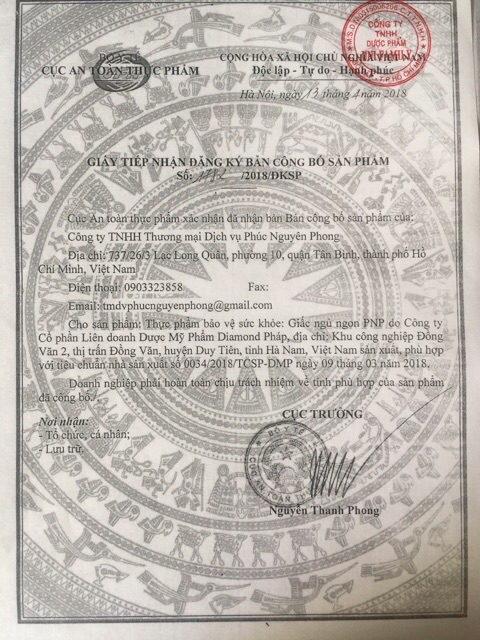 CÔNG TY
TNHH
DƯỢC PHẨM
FAMILY
BỘ Y TẾ
CỤC AN TOÀN THỰC PHẨM
CỘNG HÒA XÃ HỘI CHỦ NGHĨA VIỆT NAM
Độc lập - Tự do - Hạnh phúc
Hà Nội, ngày 13 tháng 4 năm 2018
GIẤY TIẾP NHẬN ĐĂNG KÝ BẢN CÔNG BỐ SẢN PHẨM
Số: /2018/ĐKSP
Cục An toàn thực phẩm xác nhận đã nhận bản Bản công bố sản phẩm của:
Công ty TNHH Thương mại Dịch vụ Phúc Nguyên Phong
Địa chỉ: 737/26/3 Lạc Long Quân, phường 10, quận Tân Bình, thành phố Hồ
Chí Minh, Việt Nam
Điện thoại: 0903323858 Fax:
Email: tmdvphucnguyenphong@gmail.com
Cho sản phẩm: Thực phẩm bảo vệ sức khỏe: Giấc ngủ ngon PNP do Công ty
Cổ phần Liên doanh Dược Mỹ Phẩm Diamond Pháp, địa chỉ: Khu công nghiệp Đồng
Văn 2, thị trấn Đồng Văn, huyện Duy Tiên, tỉnh Hà Nam, Việt Nam sản xuất, phù hợp
với tiêu chuẩn nhà sản xuất số 0034/2018/TCSP-DMP ngày 09 tháng 03 năm 2018.
Doanh nghiệp phải hoàn toàn chịu trách nhiệm về tính phù hợp của sản phẩm
đã công bố./.
Nơi nhận:
- Tổ chức, cá nhân;
- Lưu trữ.
CỤC TRƯỞNG
BỘ Y TẾ
Nguyễn Thanh Phong